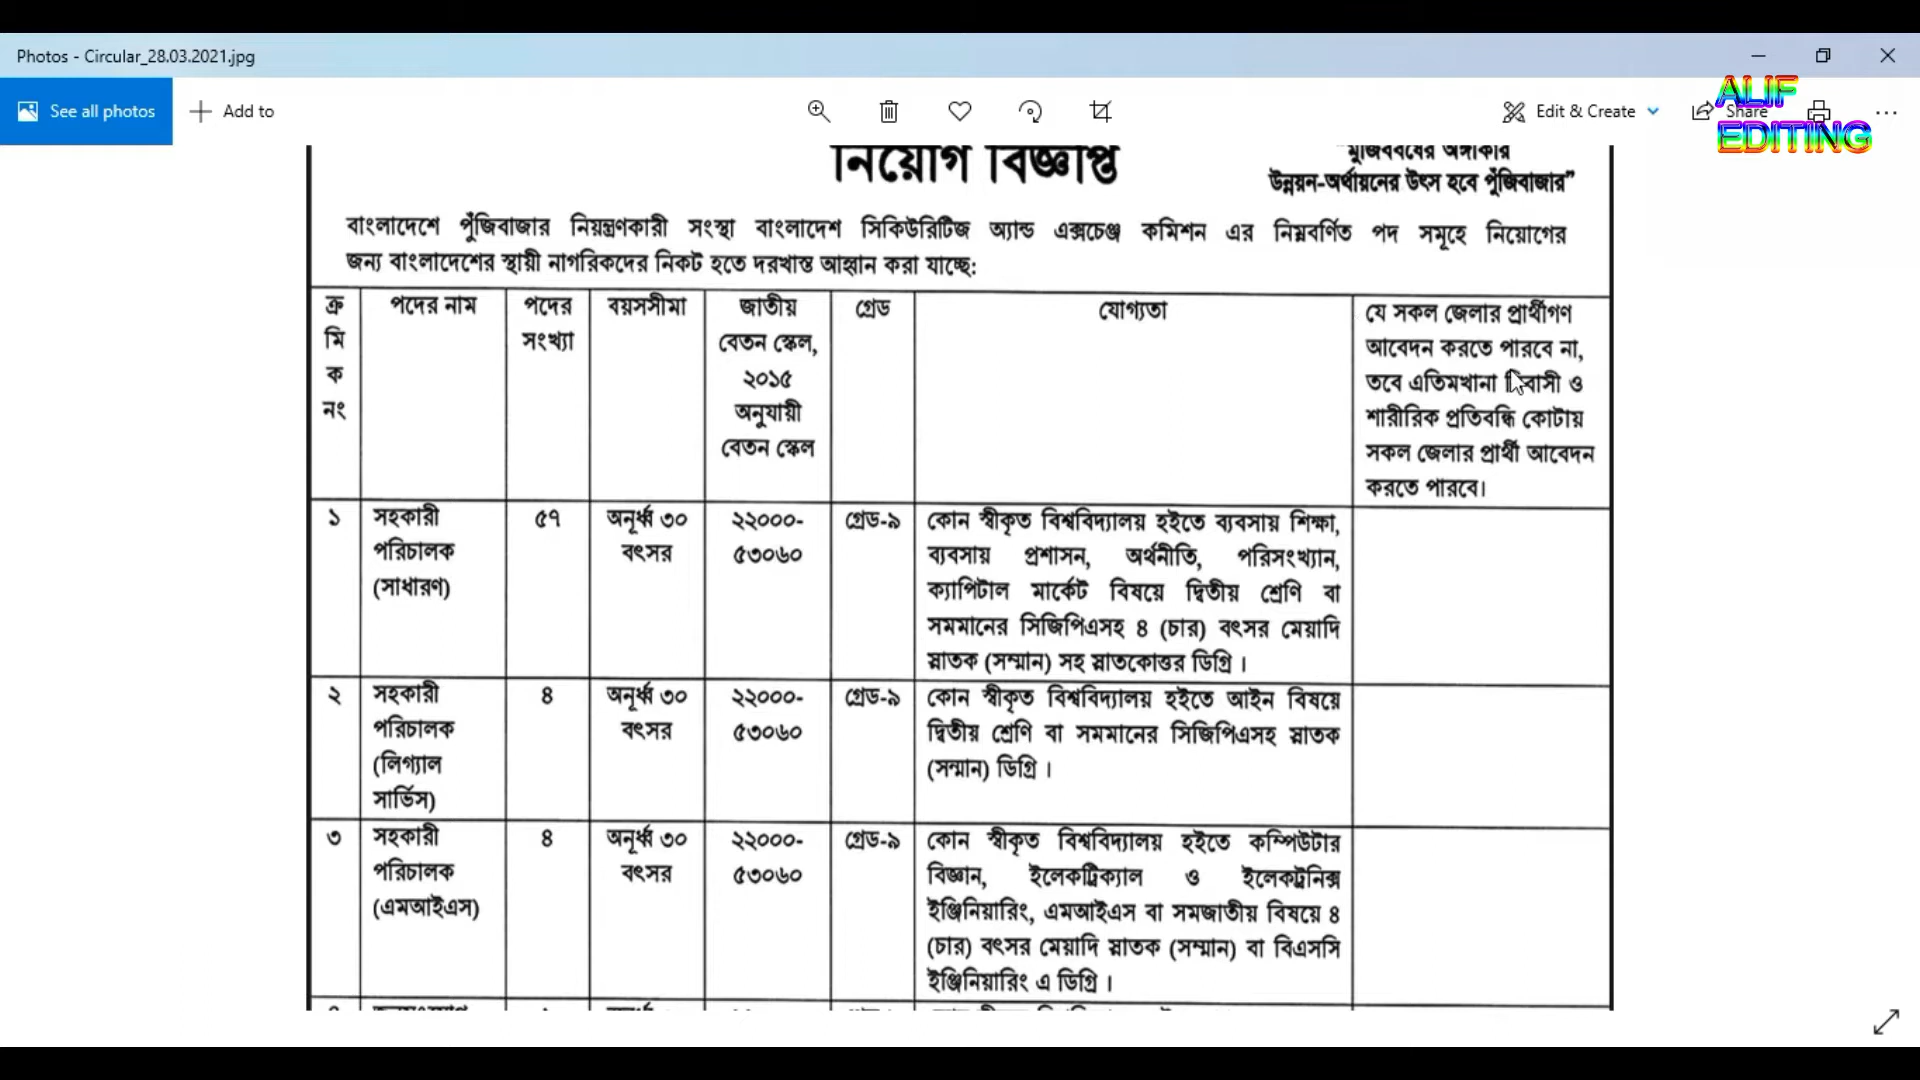 Photos - Circular_28.03.2021.jpg
See all photos
Add to
Edit & Create
Share
ALIF
EDITING
নিয়োগ বিজ্ঞপ্তি
"মুজিববর্ষের অঙ্গীকার
উন্নয়ন-অর্থায়নের উৎস হবে পুঁজিবাজার"
বাংলাদেশে পুঁজিবাজার নিয়ন্ত্রণকারী সংস্থা বাংলাদেশ সিকিউরিটিজ অ্যান্ড এক্সচেঞ্জ কমিশন এর নিম্নবর্ণিত পদ সমূহে নিয়োগের
জন্য বাংলাদেশের স্থায়ী নাগরিকদের নিকট হতে দরখাস্ত আহ্বান করা যাচ্ছে:
ক্র
মি
ক
নং
পদের নাম
পদের
সংখ্যা
বয়সসীমা
জাতীয়
বেতন স্কেল,
২০১৫
অনুযায়ী
বেতন স্কেল
গ্রেড
যোগ্যতা
যে সকল জেলার প্রার্থীগণ
আবেদন করতে পারবে না,
তবে এতিমখানা নিবাসী ও
শারীরিক প্রতিবন্ধি কোটায়
সকল জেলার প্রার্থী আবেদন
করতে পারবে।
১
সহকারী
পরিচালক
(সাধারণ)
৫৭
অনূর্ধ্ব ৩০
বৎসর
২২০০০-
৫৩০৬০
গ্রেড-৯
কোন স্বীকৃত বিশ্ববিদ্যালয় হইতে ব্যবসায় শিক্ষা,
ব্যবসায় প্রশাসন, অর্থনীতি, পরিসংখ্যান,
ক্যাপিটাল মার্কেট বিষয়ে দ্বিতীয় শ্রেণি বা
সমমানের সিজিপিএসহ ৪ (চার) বৎসর মেয়াদি
স্নাতক (সম্মান) সহ স্নাতকোত্তর ডিগ্রি ।
২
সহকারী
পরিচালক
(লিগ্যাল
সার্ভিস)
৪
অনূর্ধ্ব ৩০
বৎসর
২২০০০-
৫৩০৬০
গ্রেড-৯
কোন স্বীকৃত বিশ্ববিদ্যালয় হইতে আইন বিষয়ে
দ্বিতীয় শ্রেণি বা সমমানের সিজিপিএসহ স্নাতক
(সন্মান) ডিগ্রি ।
৩
সহকারী
পরিচালক
(এমআইএস)
৪
অনূর্ধ্ব ৩০
বৎসর
২২০০০-
৫৩০৬০
গ্রেড-৯
কোন স্বীকৃত বিশ্ববিদ্যালয় হইতে কম্পিউটার
বিজ্ঞান, ইলেকট্রিক্যাল ও ইলেকট্রনিক্স
ইঞ্জিনিয়ারিং, এমআইএস বা সমজাতীয় বিষয়ে ৪
(চার) বৎসর মেয়াদি স্নাতক (সম্মান) বা বিএসসি
ইঞ্জিনিয়ারিং এ ডিগ্রি ।